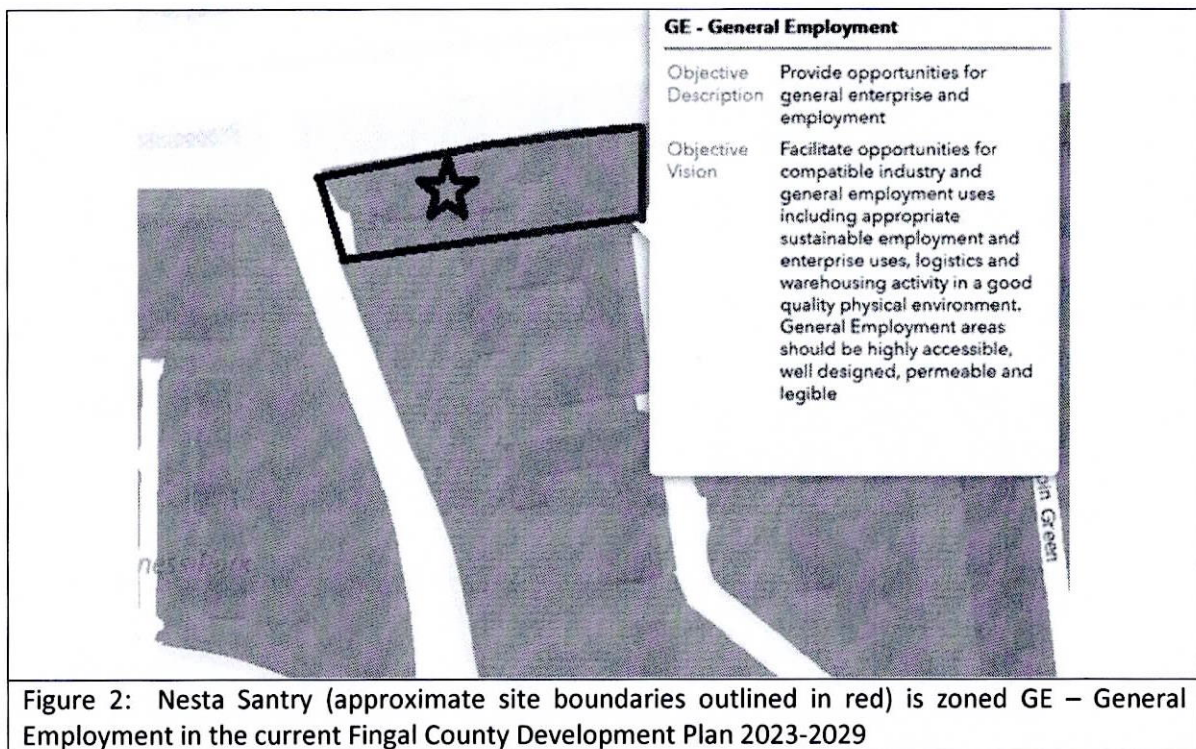 GE - General Employment
Objective Description
Provide opportunities for
general enterprise and
employment
Objective Vision
Facilitate opportunities for
compatible industry and
general employment uses
including appropriate
sustainable employment and
enterprise uses, logistics and
warehousing activity in a good
quality physical environment.
General Employment areas
should be highly accessible,
well designed, permeable and
legible
Green
Figure 2: Nesta Santry (approximate site boundaries outlined in red) is zoned GE – General
Employment in the current Fingal County Development Plan 2023-2029